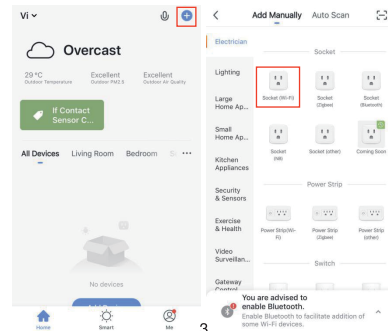 Vi
Overcast
29 °C
Outdoor Temperature
Excellent
Outdoor PM2.5
Excellent
Outdoor Air Quality
If Contact
Sensor C...
All Devices
Living Room
Bedroom
...
No devices
Home
Smart
Me
3
Add Manually
Auto Scan
Electrician
Lighting
Large
Home Ap...
Small
Home Ap...
Kitchen
Appliances
Security
& Sensors
Exercise
& Health
Video
Surveillan...
Gateway
Control
Socket
Socket (Wi-Fi)
Socket
(Zigbee)
Socket
(Bluetooth)
Socket
(NB)
Socket (other)
Coming Soon
Power Strip
Power Strip(Wi-
Fi)
Power Strip
(Zigbee)
Power Strip
(other)
Switch
You are advised to
enable Bluetooth.
Enable Bluetooth to facilitate addition of
some Wi-Fi devices.